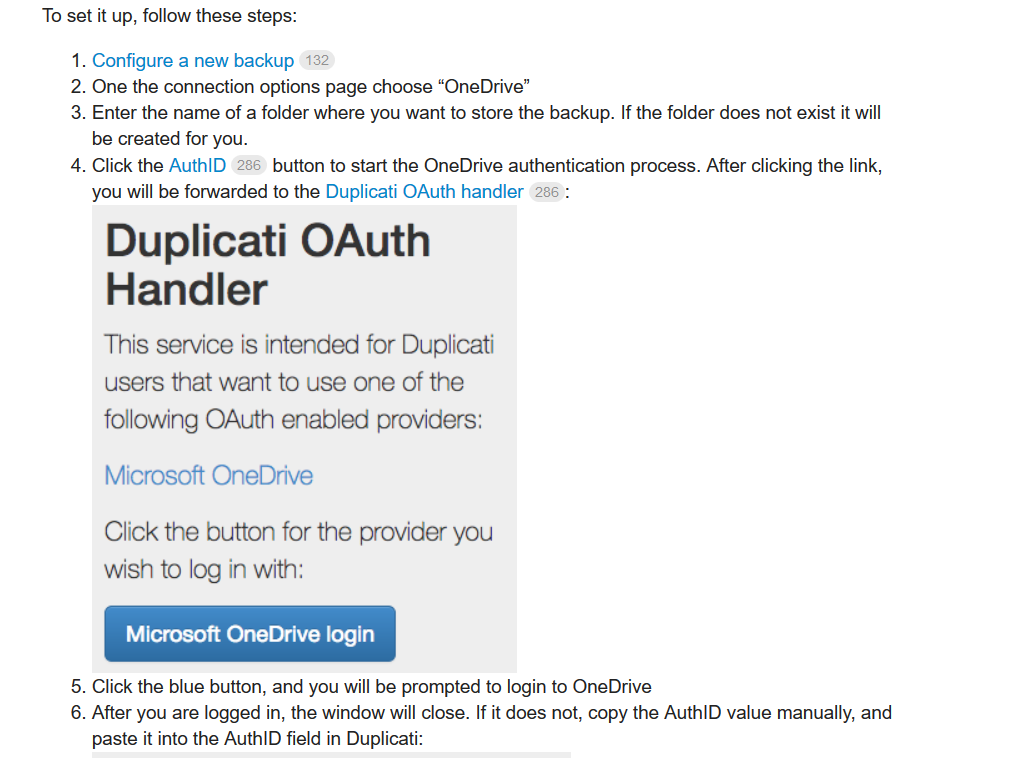 To set it up, follow these steps:
1. Configure a new backup 132
2. One the connection options page choose “OneDrive”
3. Enter the name of a folder where you want to store the backup. If the folder does not exist it will
be created for you.
4. Click the AuthID 286 button to start the OneDrive authentication process. After clicking the link,
you will be forwarded to the Duplicati OAuth handler 286 :
Duplicati OAuth
Handler
This service is intended for Duplicati
users that want to use one of the
following OAuth enabled providers:
Microsoft OneDrive
Click the button for the provider you
wish to log in with:
Microsoft OneDrive login
5. Click the blue button, and you will be prompted to login to OneDrive
6. After you are logged in, the window will close. If it does not, copy the AuthID value manually, and
paste it into the AuthID field in Duplicati: